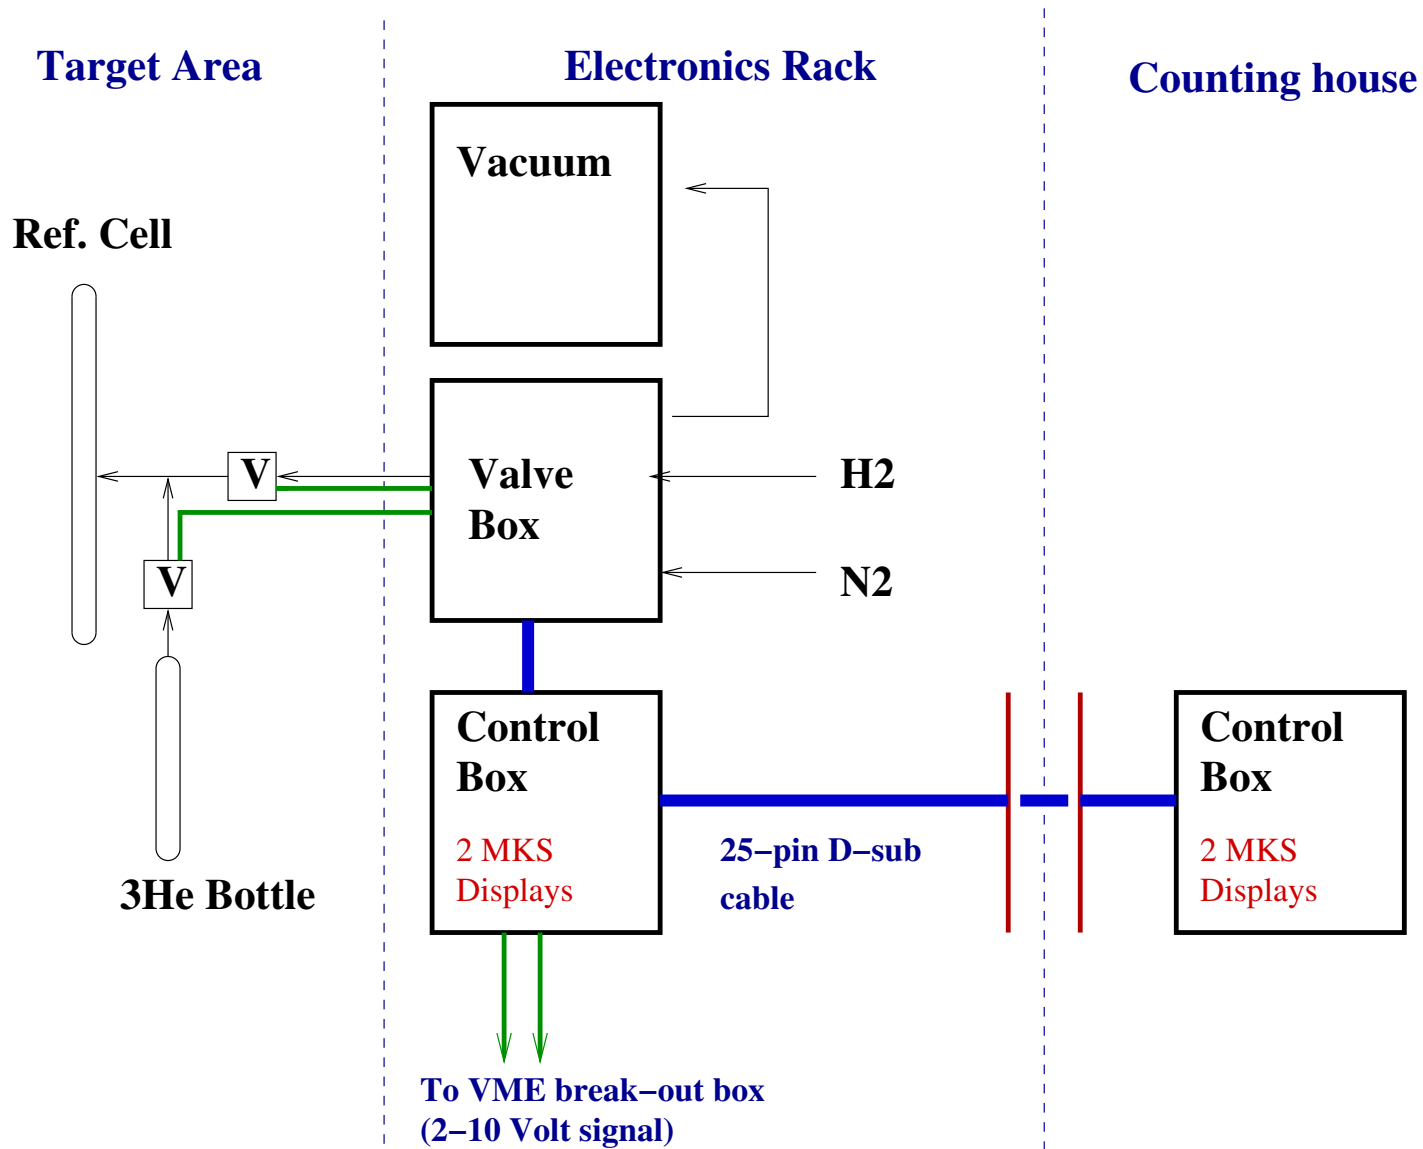 Target Area
Electronics Rack
Counting house
Vacuum
Ref. Cell
V
Valve
Box
H2
V
N2
3He Bottle
Control
Box
2 MKS
Displays
25−pin D−sub
cable
Control
Box
2 MKS
Displays
To VME break−out box
(2−10 Volt signal)